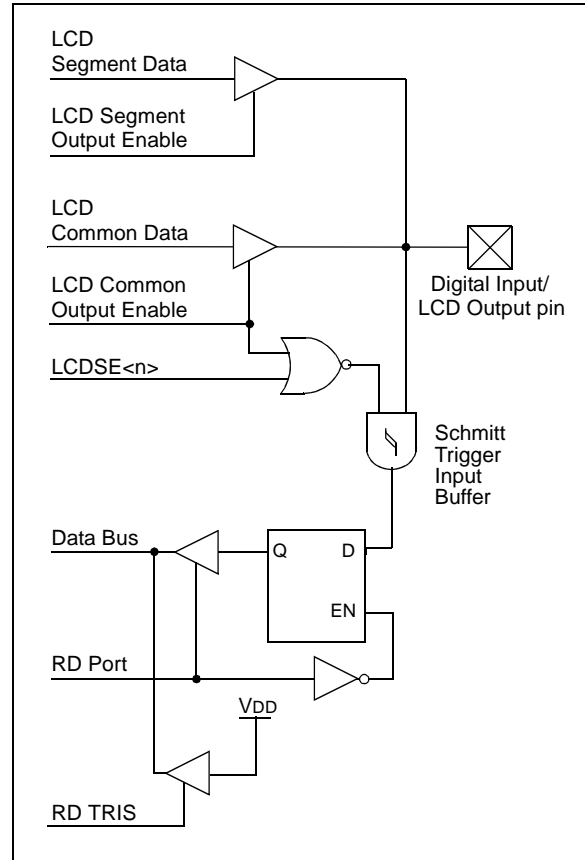 LCD
Segment Data
LCD Segment
Output Enable
LCD
Common Data
Digital Input/
LCD Output pin
LCD Common
Output Enable
LCDSE<n>
Schmitt
Trigger
Input
Buffer
Data Bus
Q
D
EN
RD Port
VDD
RD TRIS